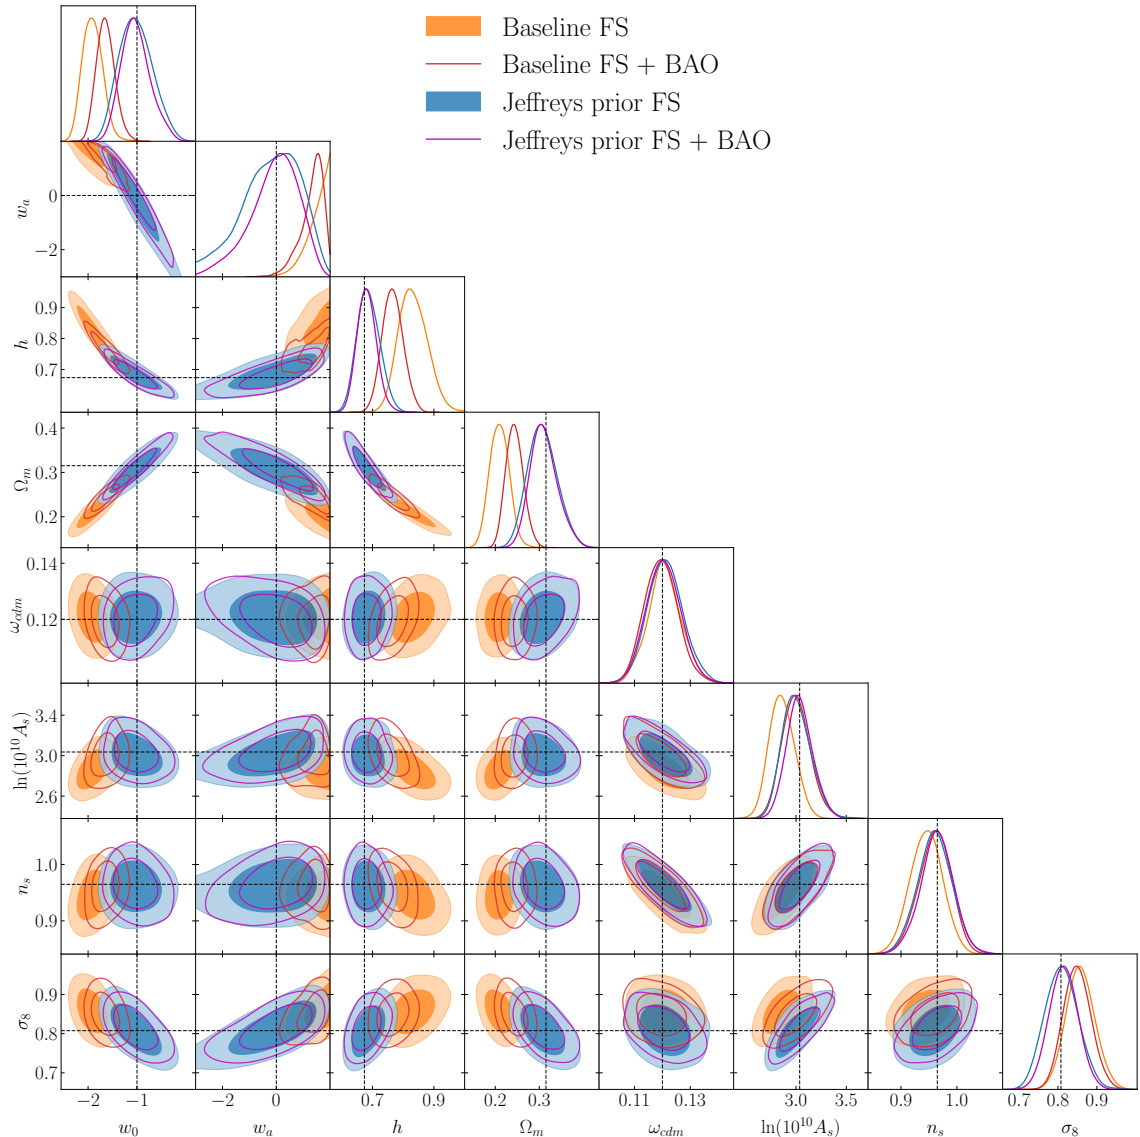 Baseline FS
Baseline FS + BAO
Jeffreys prior FS
Jeffreys prior FS + BAO
0
−2
w_a
0.9
0.8
0.7
h
0.4
0.3
0.2
Ω_m
0.14
0.12
ω_cdm
3.4
3.0
2.6
ln(10^10 A_s)
1.0
0.9
n_s
0.9
0.8
0.7
σ_8
−2 −1 0 0.7 0.9 0.2 0.3 0.11 0.13 3.0 3.5 0.9 1.0 0.7 0.8 0.9
w_0 w_a h Ω_m ω_cdm ln(10^10 A_s) n_s σ_8